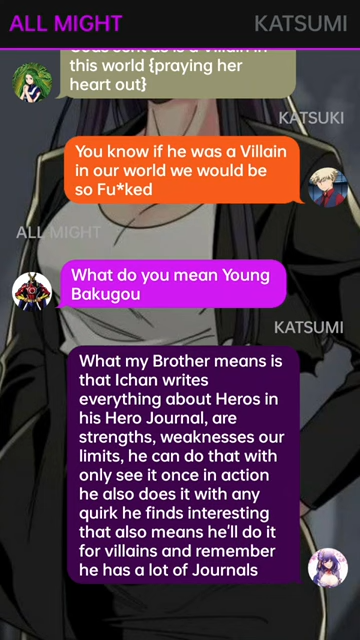 ALL MIGHT
KATSUMI
this world {praying her
heart out}
KATSUKI
You know if he was a Villain
in our world we would be
so Fu*ked
ALL MIGHT
What do you mean Young
Bakugou
KATSUMI
What my Brother means is
that Ichan writes
everything about Heros in
his Hero Journal, are
strengths, weaknesses our
limits, he can do that with
only see it once in action
he also does it with any
quirk he finds interesting
that also means he'll do it
for villains and remember
he has a lot of Journals